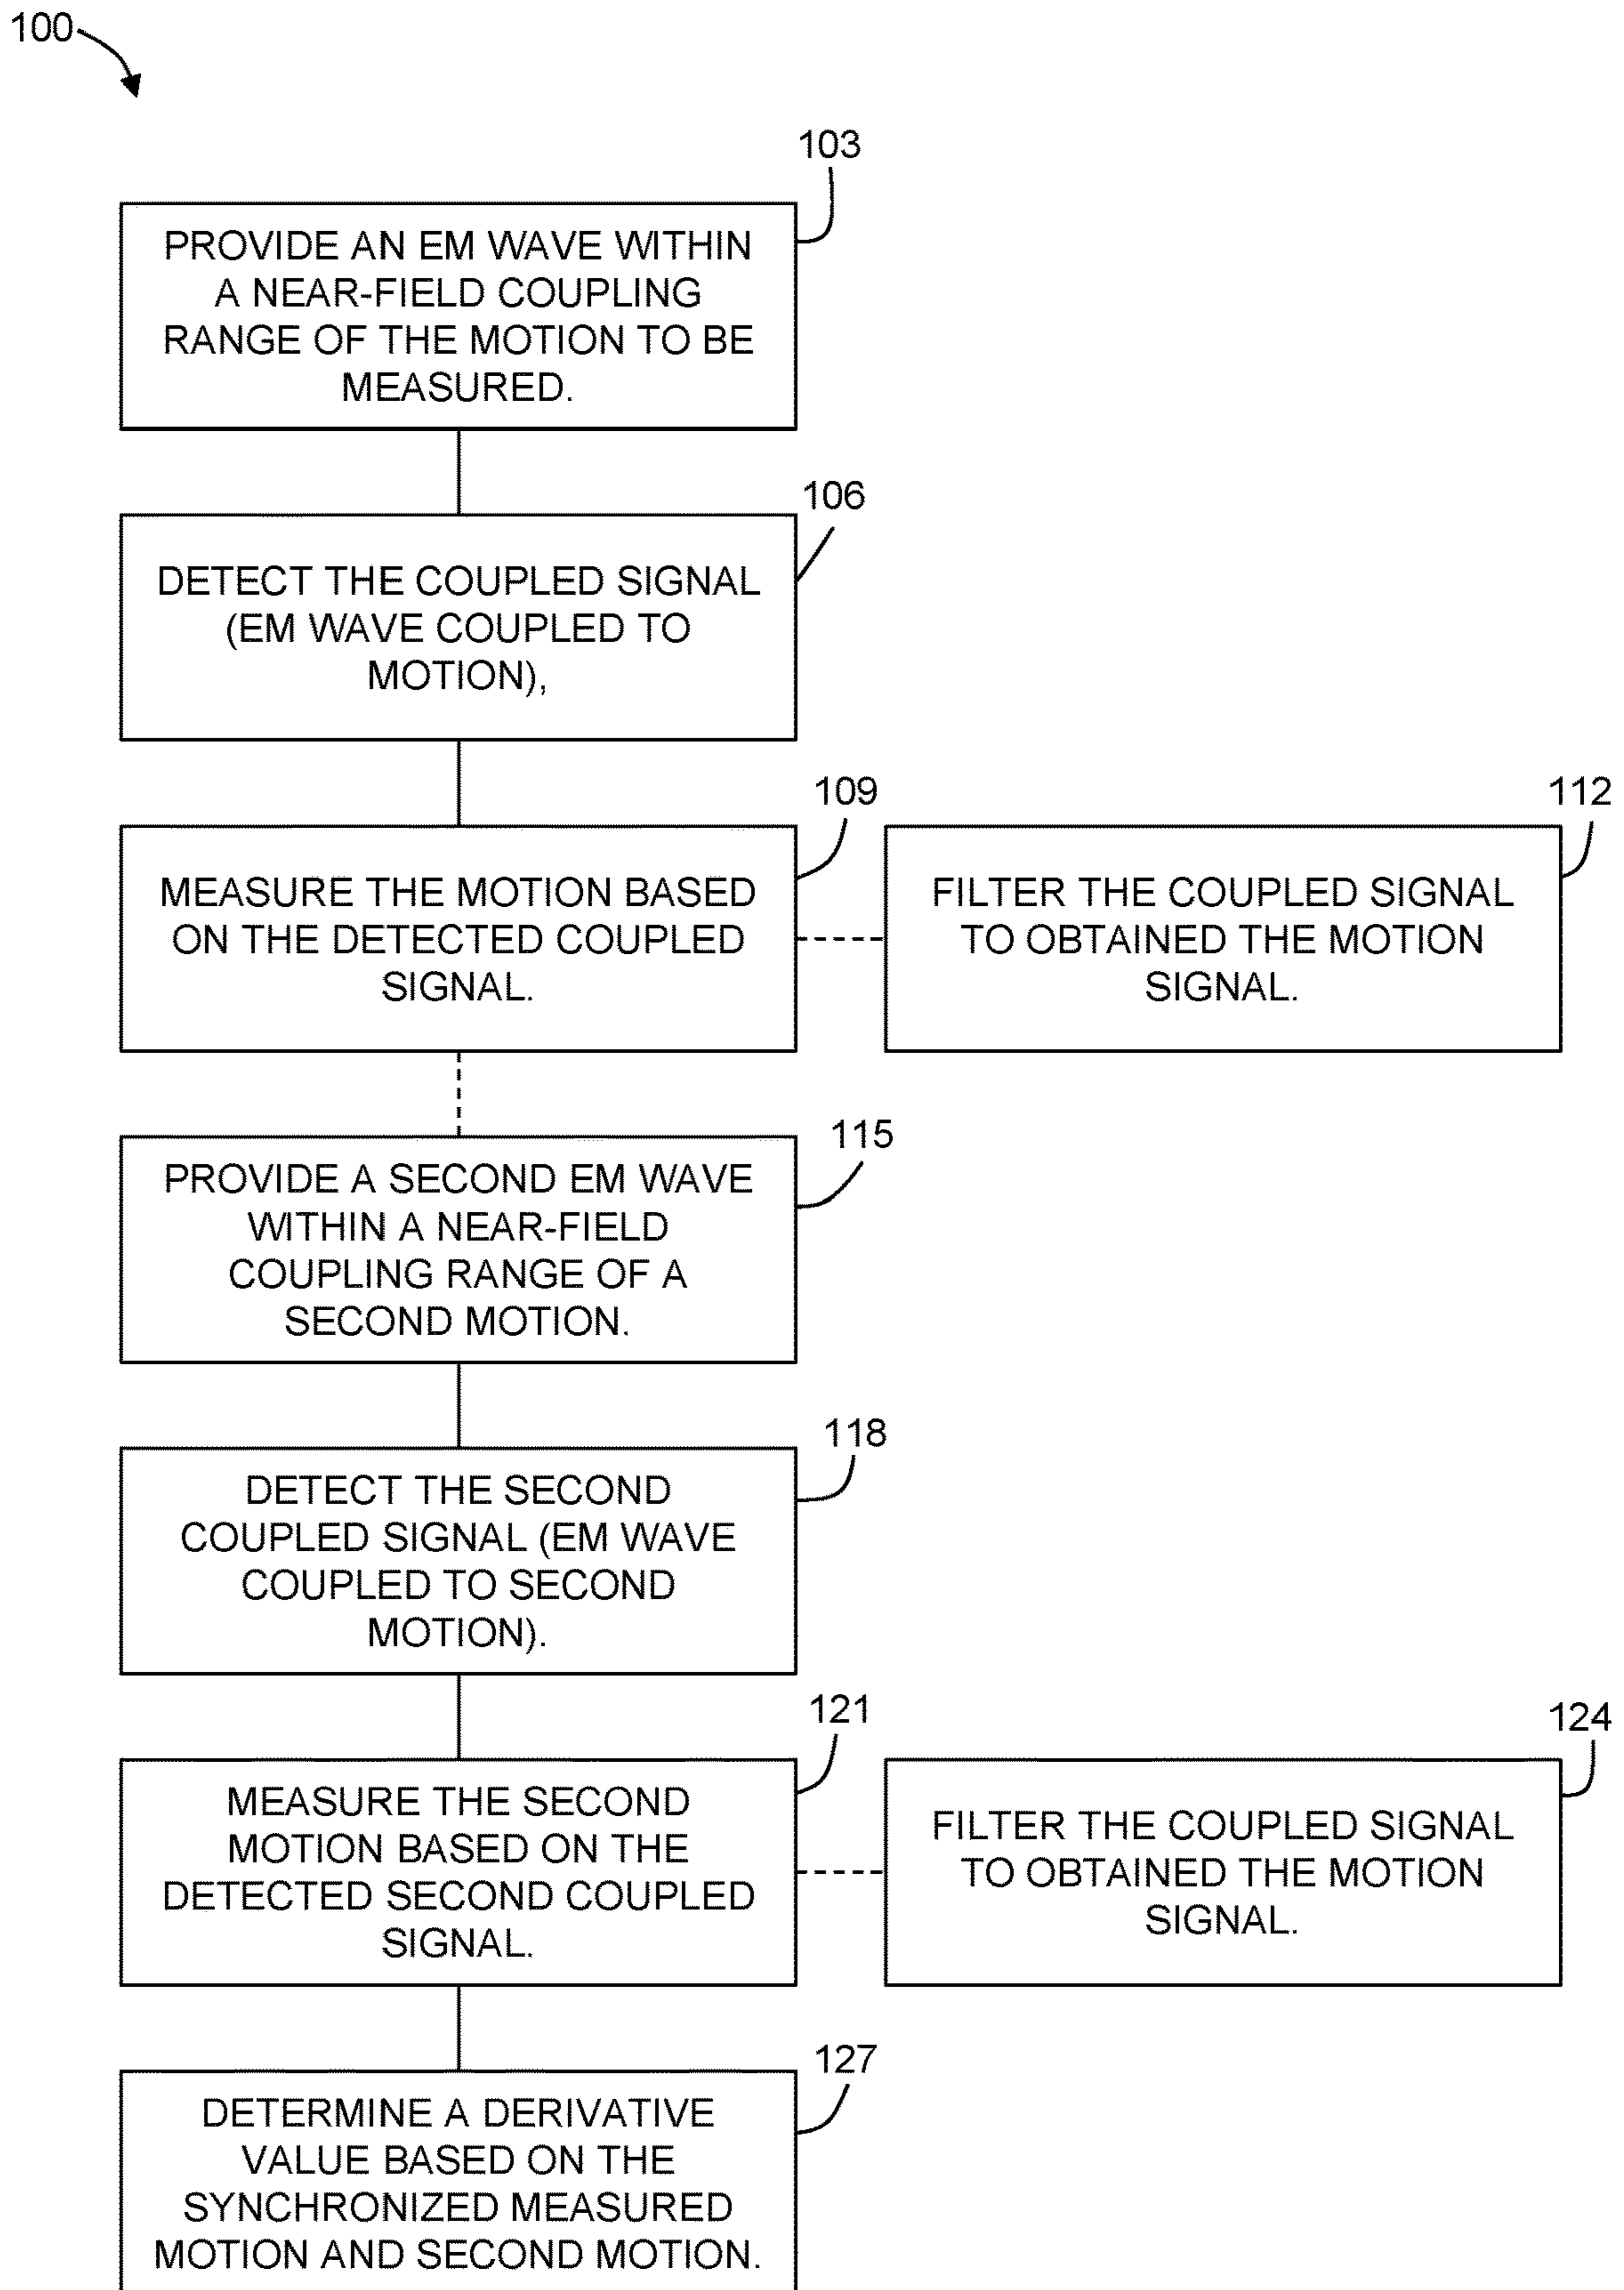 100
103
PROVIDE AN EM WAVE WITHIN
A NEAR-FIELD COUPLING
RANGE OF THE MOTION TO BE
MEASURED.
106
DETECT THE COUPLED SIGNAL
(EM WAVE COUPLED TO
MOTION),
109
MEASURE THE MOTION BASED
ON THE DETECTED COUPLED
SIGNAL.
112
FILTER THE COUPLED SIGNAL
TO OBTAINED THE MOTION
SIGNAL.
115
PROVIDE A SECOND EM WAVE
WITHIN A NEAR-FIELD
COUPLING RANGE OF A
SECOND MOTION.
118
DETECT THE SECOND
COUPLED SIGNAL (EM WAVE
COUPLED TO SECOND
MOTION).
121
MEASURE THE SECOND
MOTION BASED ON THE
DETECTED SECOND COUPLED
SIGNAL.
124
FILTER THE COUPLED SIGNAL
TO OBTAINED THE MOTION
SIGNAL.
127
DETERMINE A DERIVATIVE
VALUE BASED ON THE
SYNCHRONIZED MEASURED
MOTION AND SECOND MOTION.